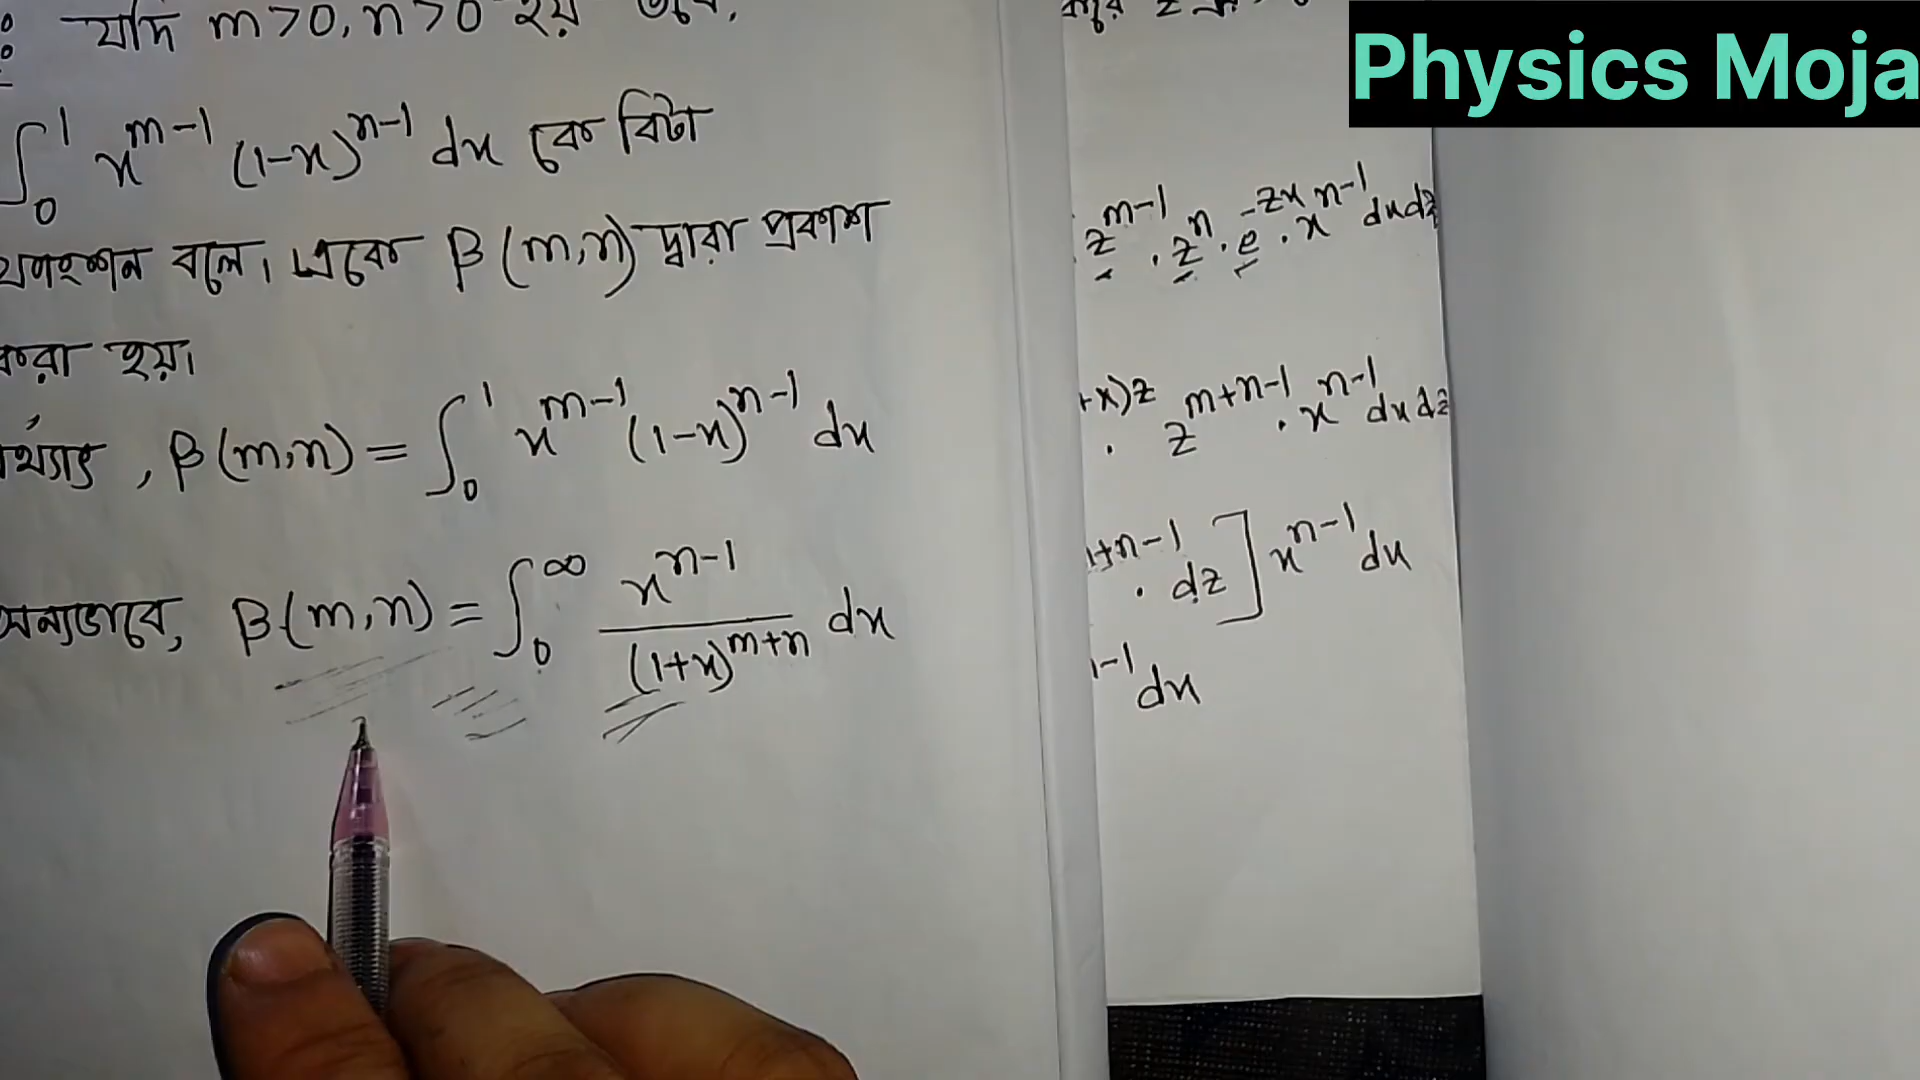 যদি m>0, n>0 হয় তবে,
∫₀¹ x^{m-1} (1-x)^{n-1} dx কে বিটা
ফাংশন বলে। একে β(m,n) দ্বারা প্রকাশ
করা হয়।
অর্থ্যাৎ, β(m,n) = ∫₀¹ x^{m-1} (1-x)^{n-1} dx
অন্যভাবে, β(m,n) = ∫₀^∞ x^{n-1}/(1+x)^{m+n} dx
Physics Moja
z^{m-1} . z^n . e^{-zx} . x^{n-1} dx dz
+x)z . z^{m+n-1} . x^{n-1} dx dz
+n-1 . dz] x^{n-1} dx
-1 dx